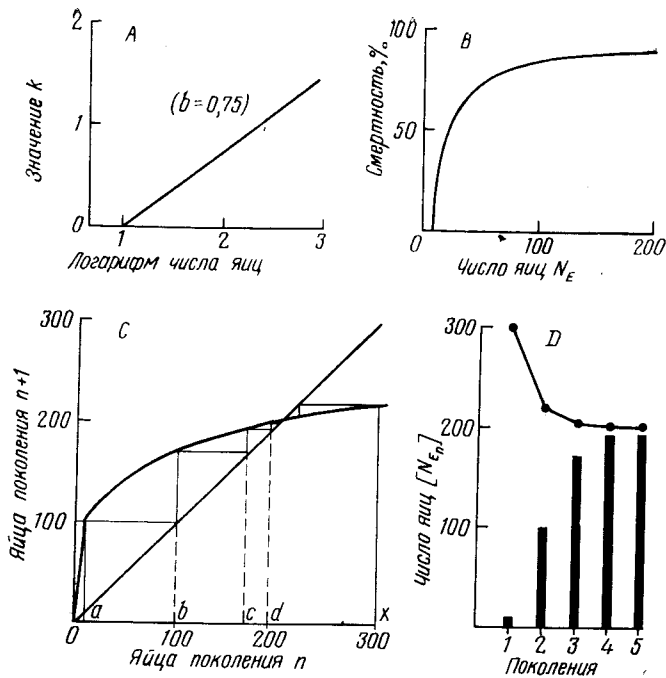 A
2
1
0
Значение k
(b=0,75)
1 2 3
Логарифм числа яиц
B
100
50
Смертность,%
0 100 200
Число яиц N_E
C
300
200
100
Яйца поколения n+1
a b c d x
0 100 200 300
Яйца поколения n
D
300
200
100
Число яиц [N_{E_n}]
1 2 3 4 5
Поколения